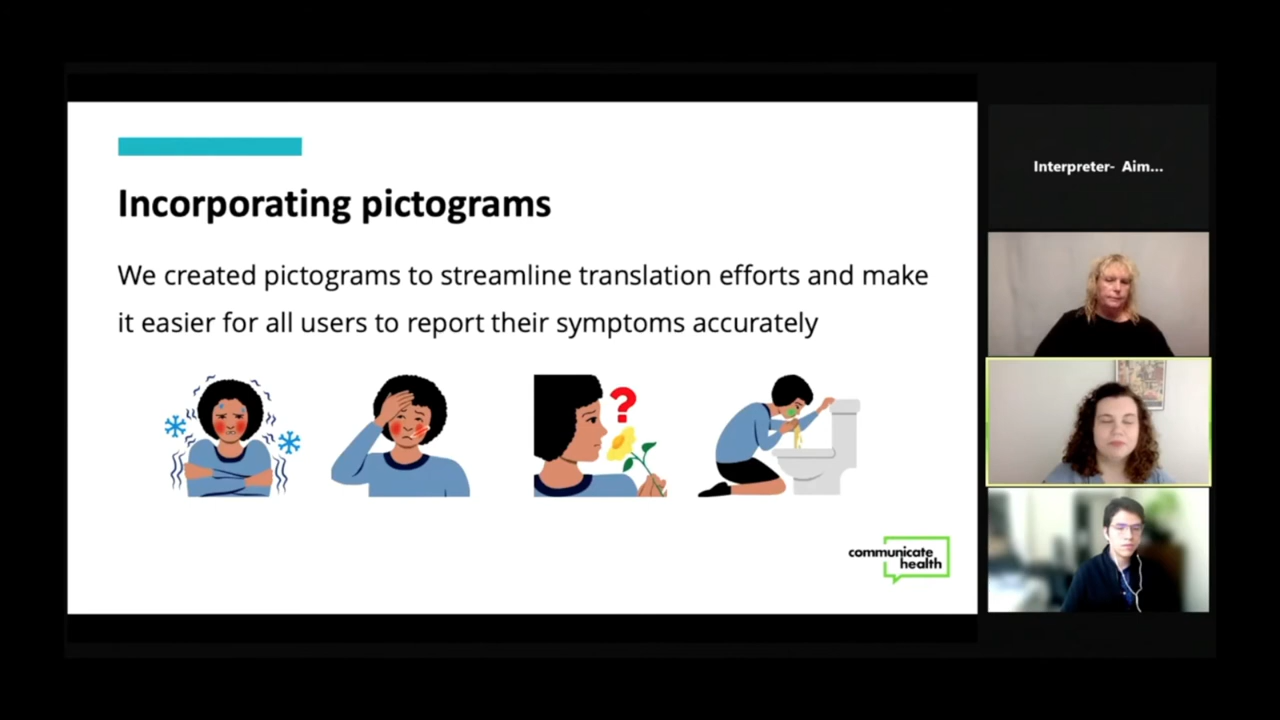 Incorporating pictograms
We created pictograms to streamline translation efforts and make
it easier for all users to report their symptoms accurately
?
communicate
health
Interpreter- Aim...